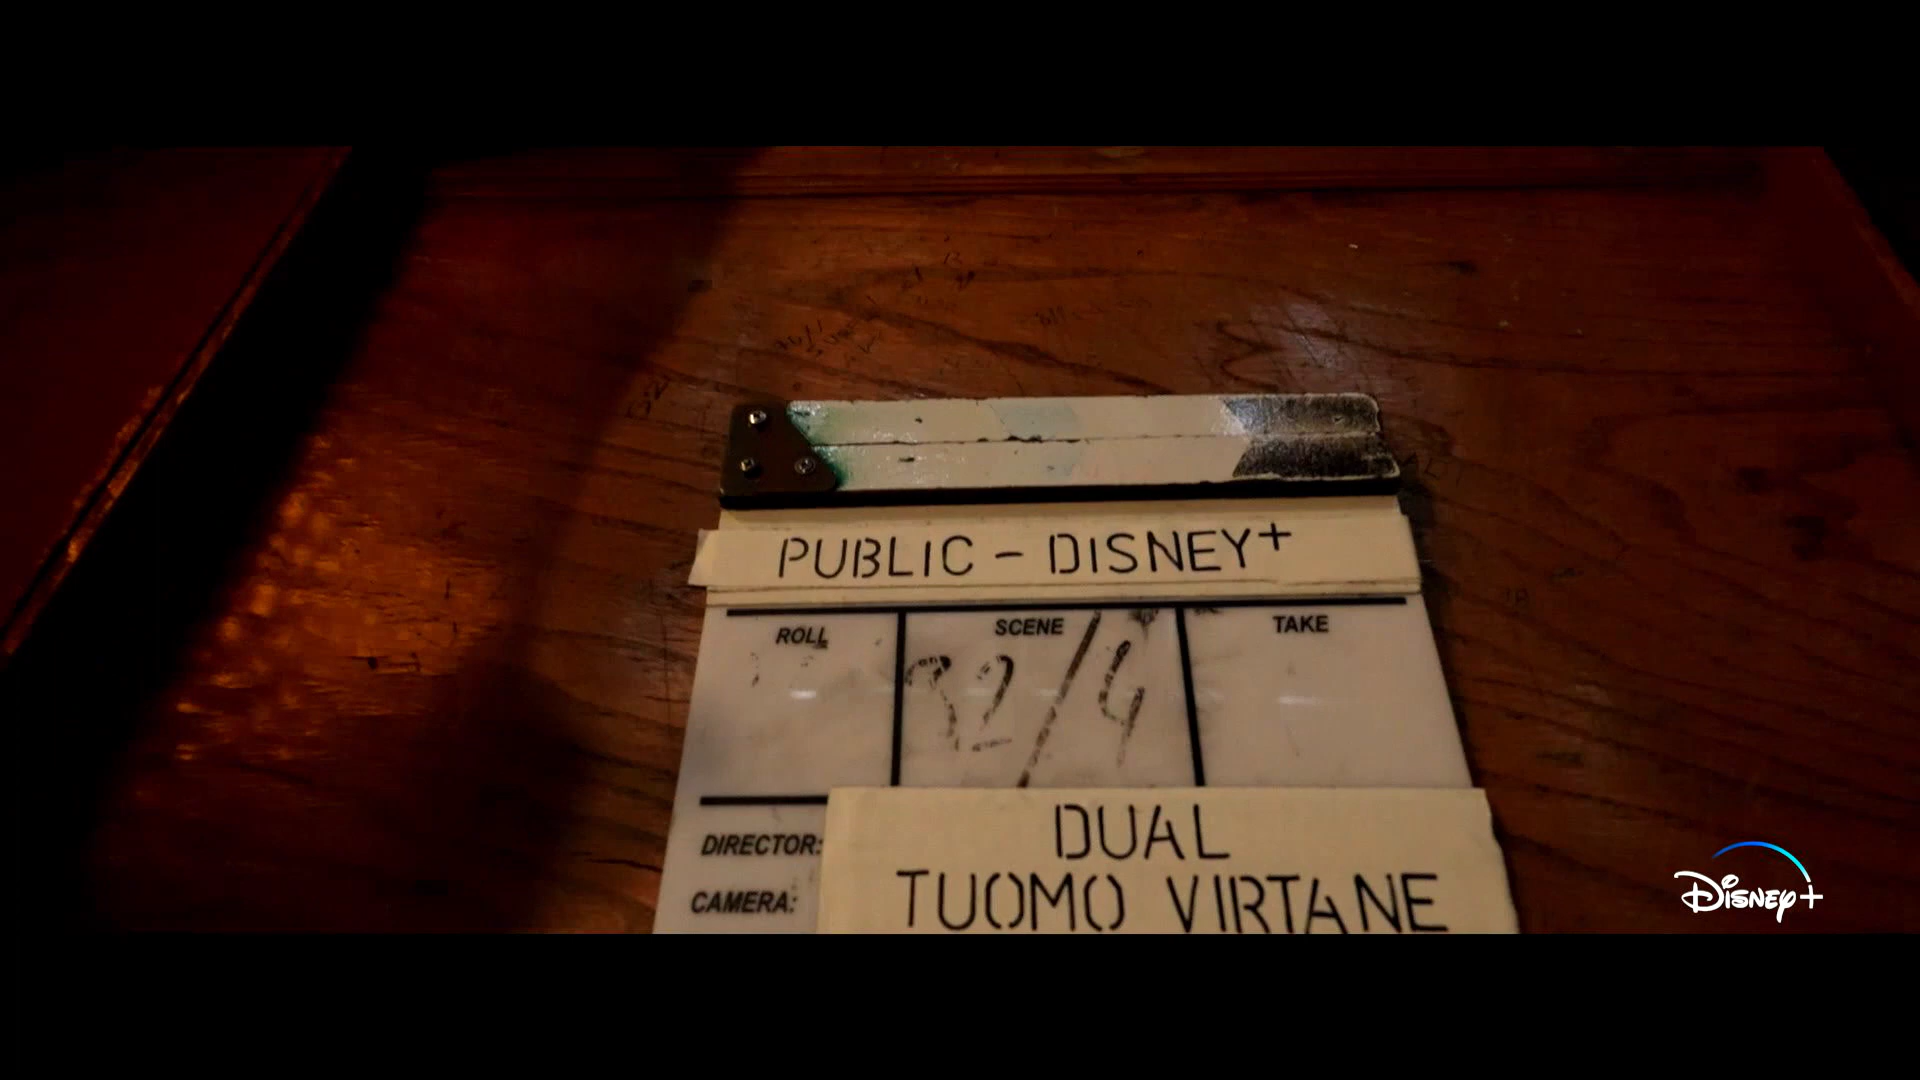 PUBLIC - DISNEY+
ROLL
SCENE
TAKE
32/4
DUAL
DIRECTOR:
TUOMO VIRTANE
CAMERA:
Disney+